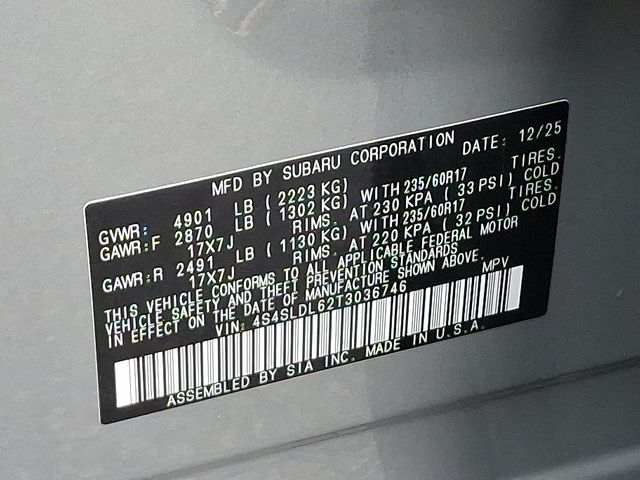 MFD BY SUBARU CORPORATION DATE: 12/25
GVWR: 4901 LB (2223 KG)
GAWR:F 2870 LB (1302 KG) WITH 235/60R17 TIRES.
17X7J RIMS. AT 230 KPA (33 PSI) COLD
GAWR:R 2491 LB (1130 KG) WITH 235/60R17 TIRES.
17X7J RIMS. AT 220 KPA (32 PSI) COLD
THIS VEHICLE CONFORMS TO ALL APPLICABLE FEDERAL MOTOR
VEHICLE SAFETY AND THEFT PREVENTION STANDARDS
IN EFFECT ON THE DATE OF MANUFACTURE SHOWN ABOVE.
VIN: 4S4SLDL62T3036746 MPV
ASSEMBLED BY SIA INC. MADE IN U.S.A.